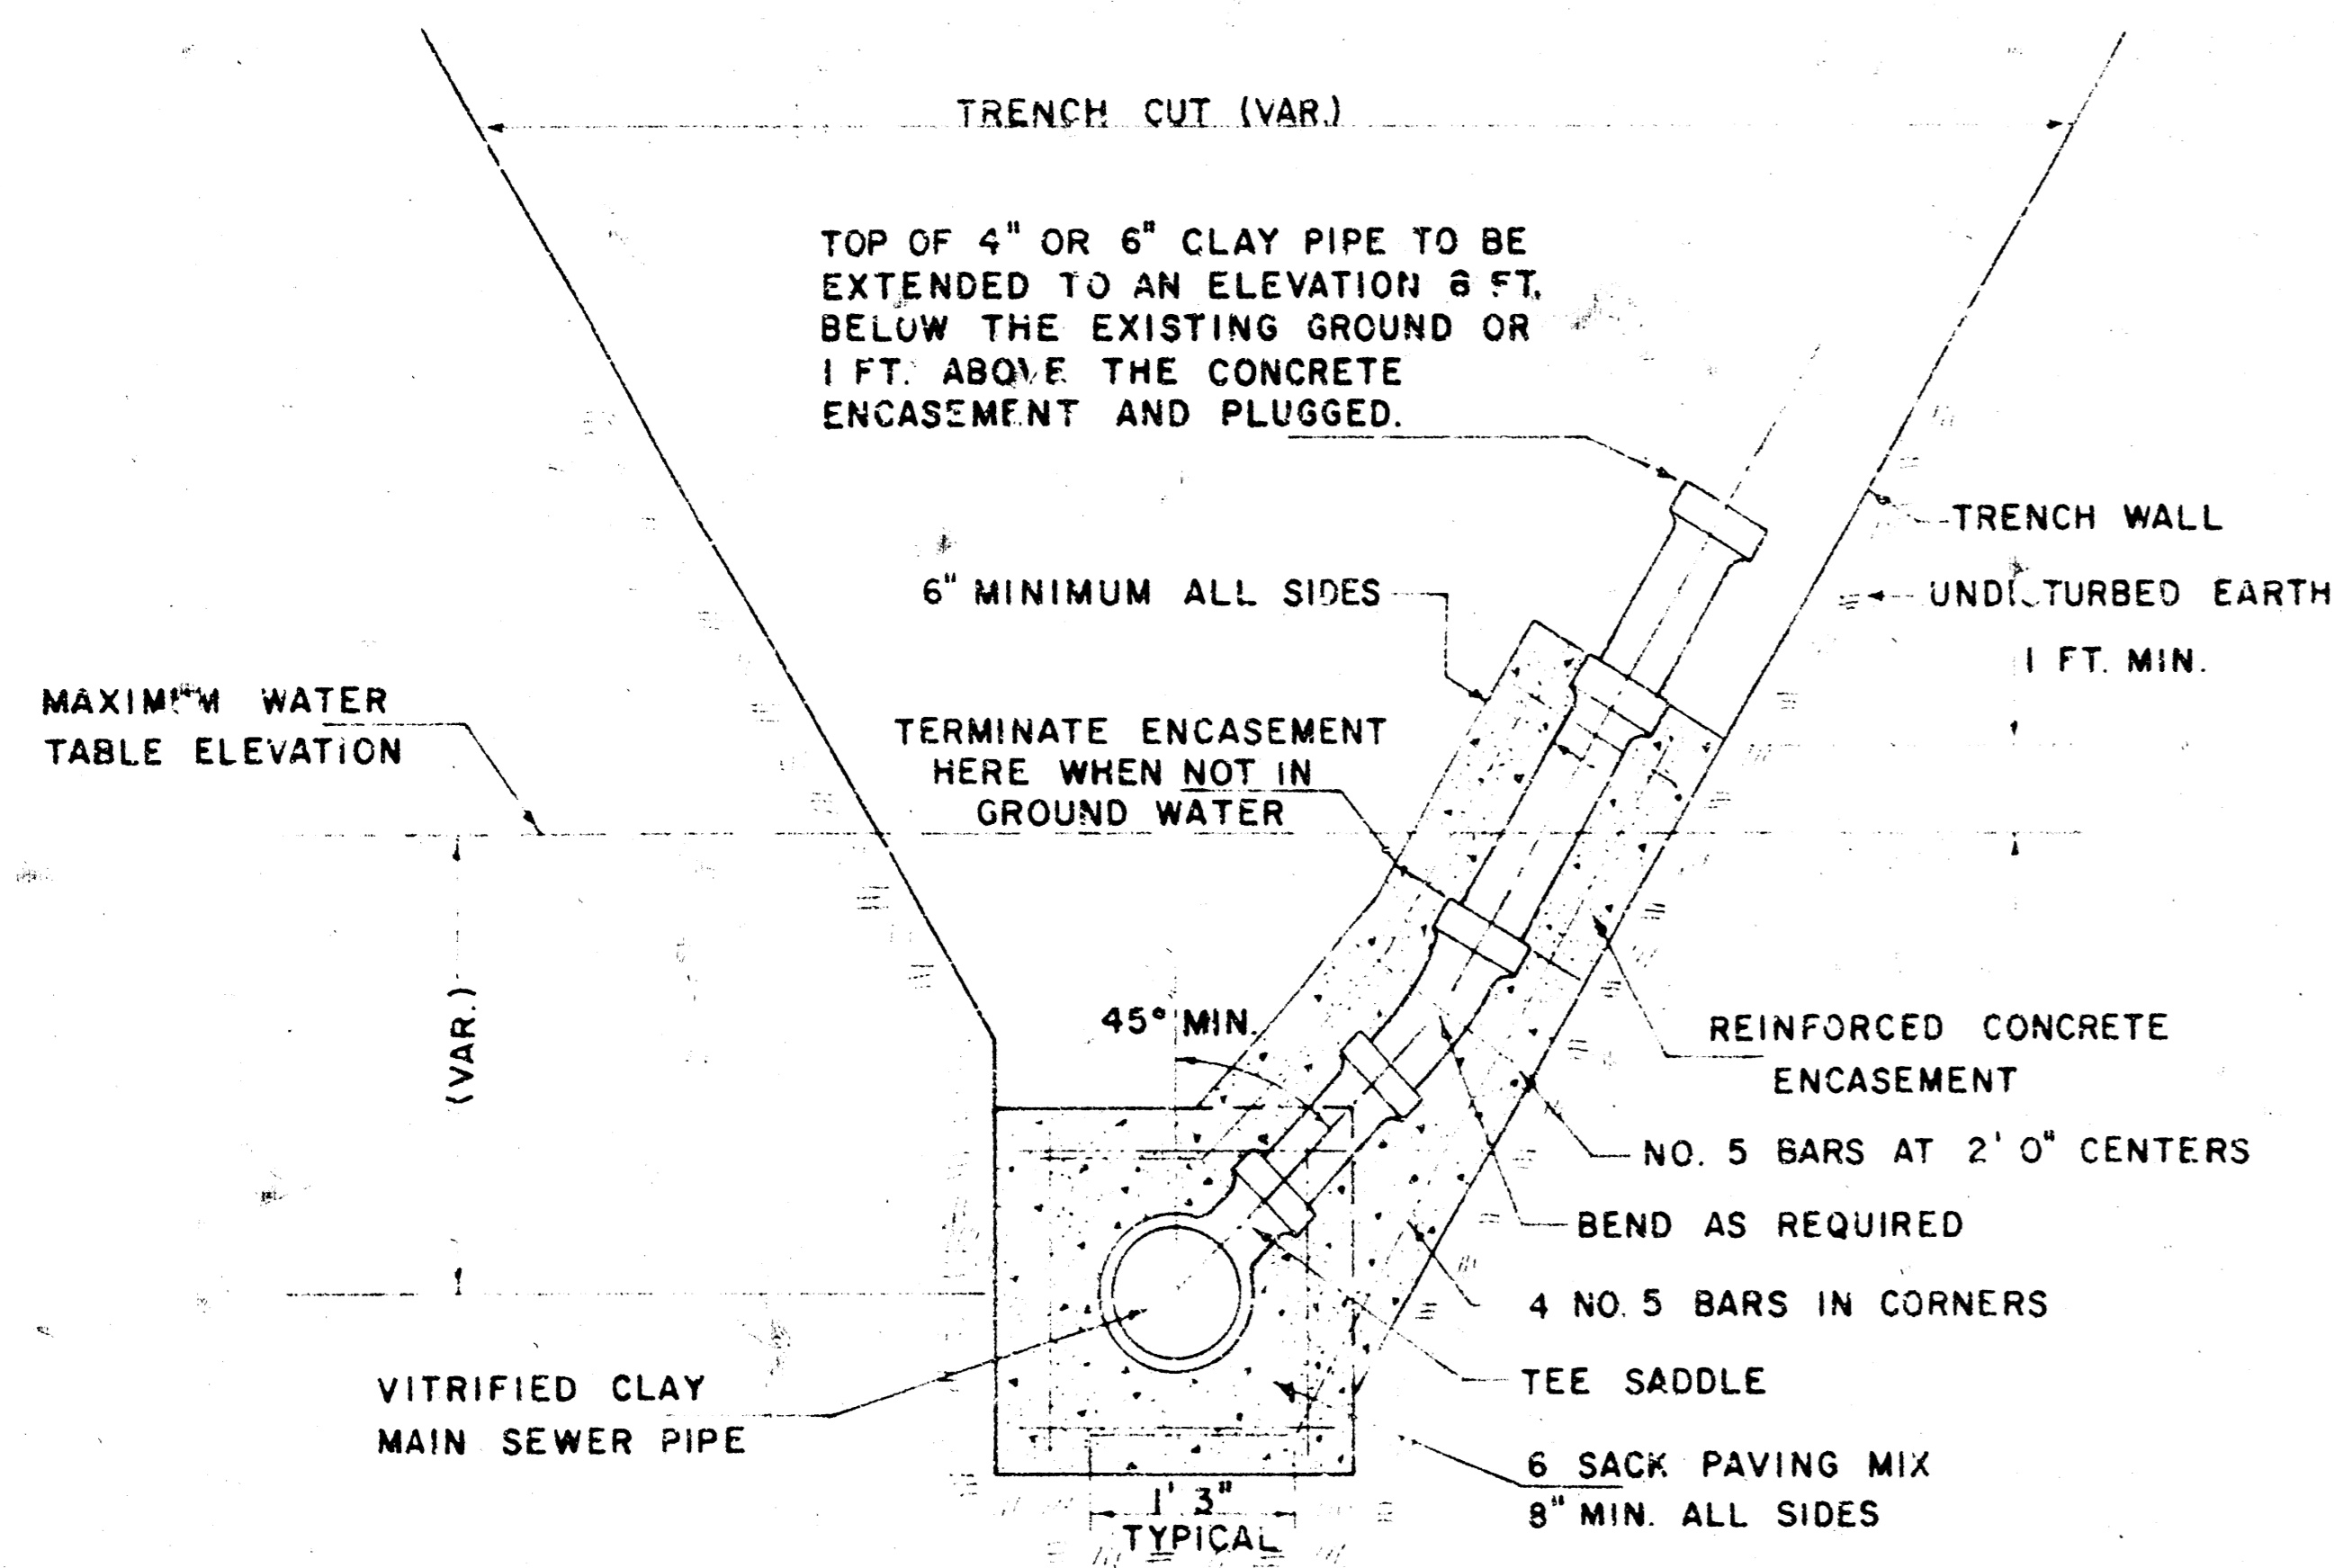 TRENCH CUT (VAR.)
TOP OF 4" OR 6" CLAY PIPE TO BE
EXTENDED TO AN ELEVATION FT.
BELOW THE EXISTING GROUND OR
1 FT. ABOVE THE CONCRETE
ENCASEMENT AND PLUGGED.
TRENCH WALL
6" MINIMUM ALL SIDES
UNDISTURBED EARTH
1 FT. MIN.
MAXIMUM WATER
TABLE ELEVATION
TERMINATE ENCASEMENT
HERE WHEN NOT IN
GROUND WATER
(VAR.)
45° MIN.
REINFORCED CONCRETE
ENCASEMENT
NO. 5 BARS AT 2' 0" CENTERS
BEND AS REQUIRED
4 NO. 5 BARS IN CORNERS
TEE SADDLE
VITRIFIED CLAY
MAIN SEWER PIPE
6 SACK PAVING MIX
8" MIN. ALL SIDES
1' 3"
TYPICAL